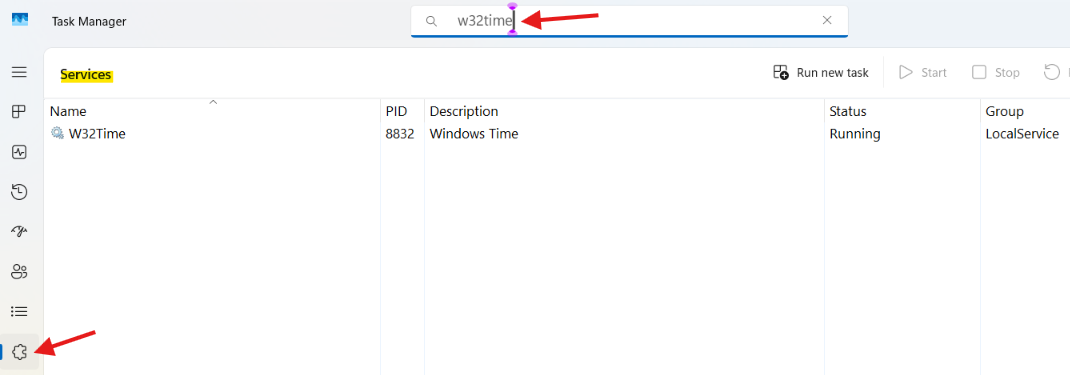 Task Manager
w32time
Services
Run new task
Start
Stop
Name PID Description Status Group
W32Time 8832 Windows Time Running LocalService